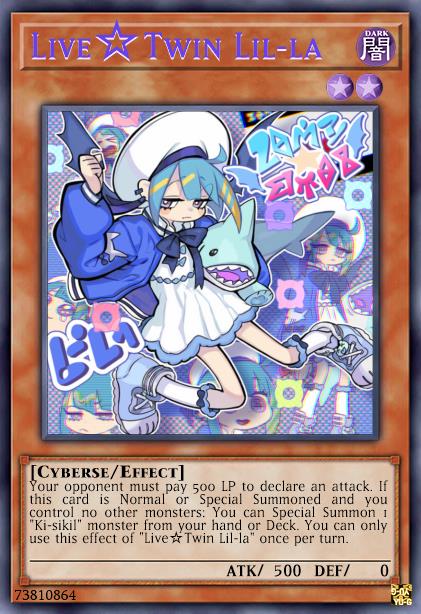 Live☆Twin Lil-la
DARK
闇
[Cyberse/Effect]
Your opponent must pay 500 LP to declare an attack. If
this card is Normal or Special Summoned and you
control no other monsters: You can Special Summon 1
"Ki-sikil" monster from your hand or Deck. You can only
use this effect of "Live☆Twin Lil-la" once per turn.
ATK/ 500 DEF/ 0
73810864